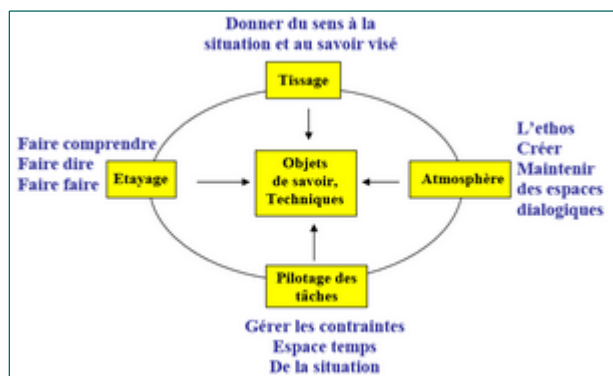 Donner du sens à la
situation et au savoir visé
Tissage
Faire comprendre
Faire dire
Faire faire
Etayage
Objets
de savoir,
Techniques
Atmosphère
L'ethos
Créer
Maintenir
des espaces
dialogiques
Pilotage des
tâches
Gérer les contraintes
Espace temps
De la situation